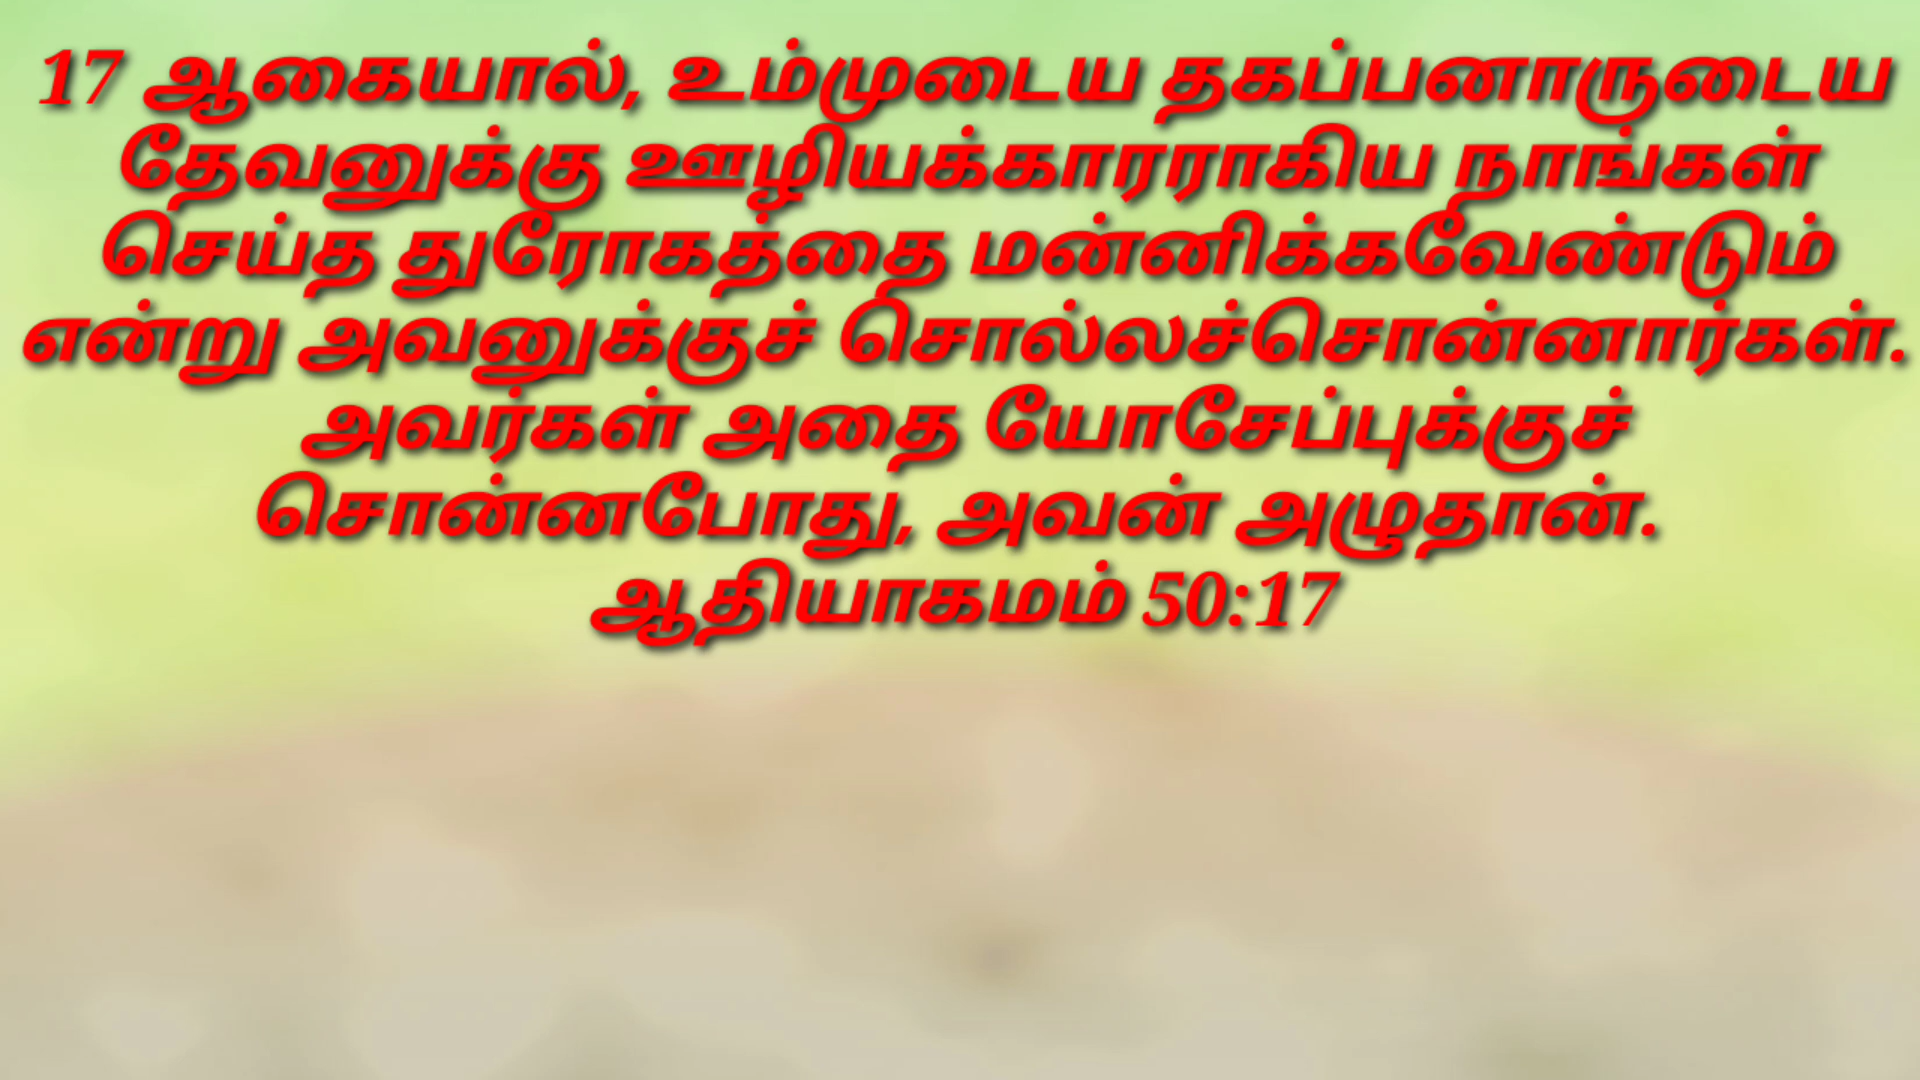 17 ஆகையால், உம்முடைய தகப்பனாருடைய
தேவனுக்கு ஊழியக்காரராகிய நாங்கள்
செய்த துரோகத்தை மன்னிக்கவேண்டும்
என்று அவனுக்குச் சொல்லச்சொன்னார்கள்.
அவர்கள் அதை யோசேப்புக்குச்
சொன்னபோது, அவன் அழுதான்.
ஆதியாகமம் 50:17